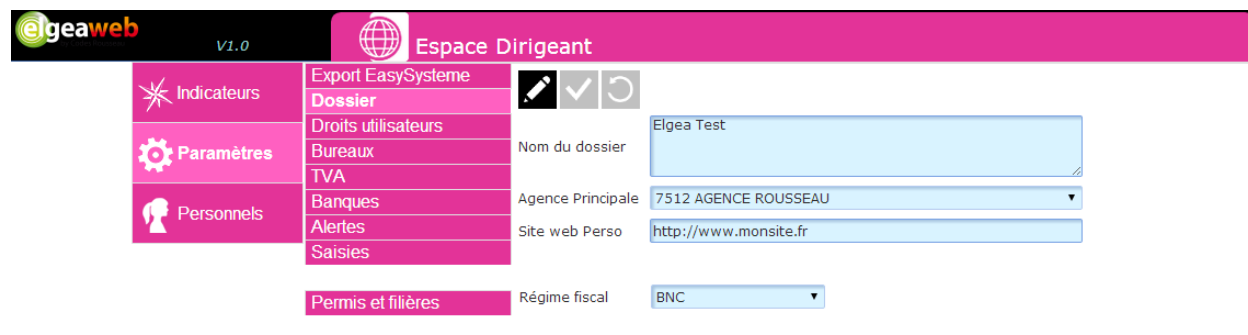 elgeaweb
V1.0
Espace Dirigeant
Indicateurs
Paramètres
Personnels
Export EasySysteme
Dossier
Droits utilisateurs
Bureaux
TVA
Banques
Alertes
Saisies
Permis et filières
Nom du dossier
Elgea Test
Agence Principale
7512 AGENCE ROUSSEAU
Site web Perso
http://www.monsite.fr
Régime fiscal
BNC